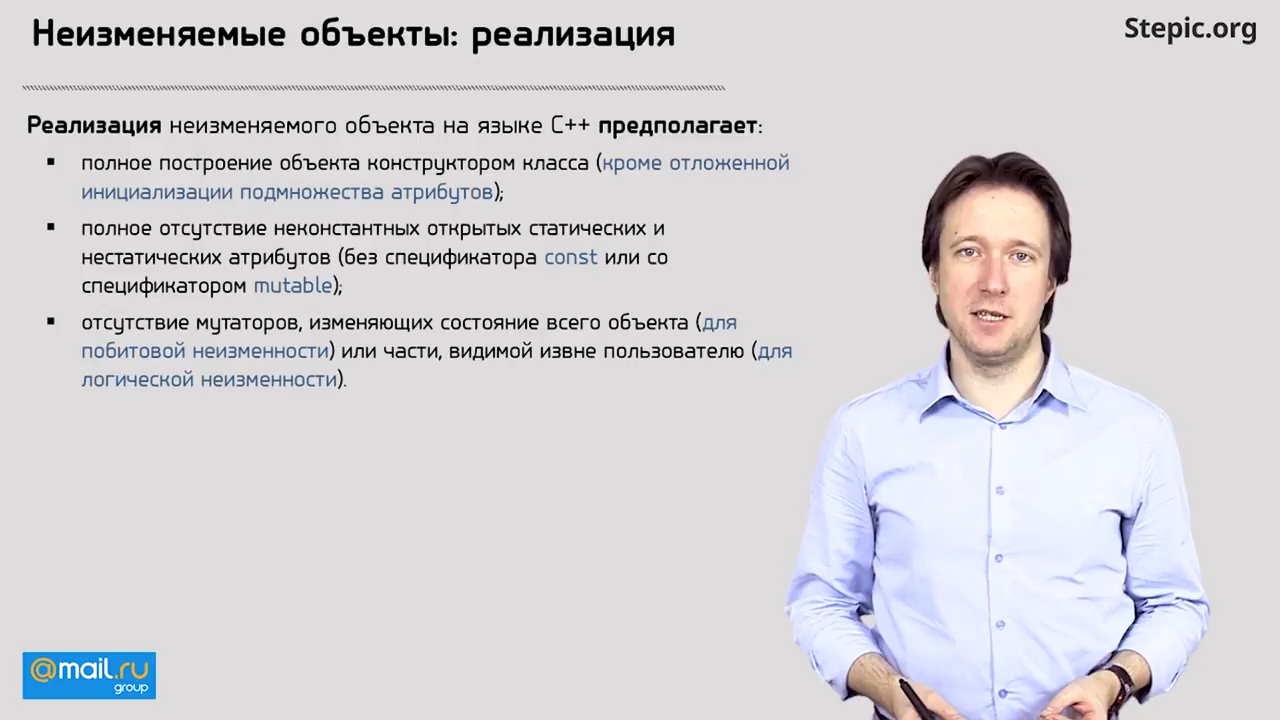 Неизменяемые объекты: реализация
Stepic.org
Реализация неизменяемого объекта на языке C++ предполагает:
▪ полное построение объекта конструктором класса (кроме отложенной
инициализации подмножества атрибутов);
▪ полное отсутствие неконстантных открытых статических и
нестатических атрибутов (без спецификатора const или со
спецификатором mutable);
▪ отсутствие мутаторов, изменяющих состояние всего объекта (для
побитовой неизменности) или части, видимой извне пользователю (для
логической неизменности).
@mail.ru
group